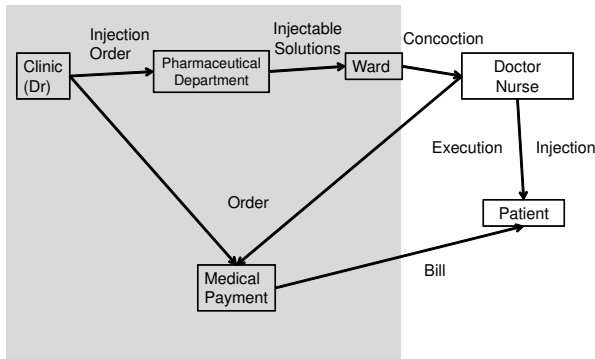 Injection
Order
Injectable
Solutions
Concoction
Clinic
(Dr)
Pharmaceutical
Department
Ward
Doctor
Nurse
Execution
Injection
Order
Patient
Medical
Payment
Bill